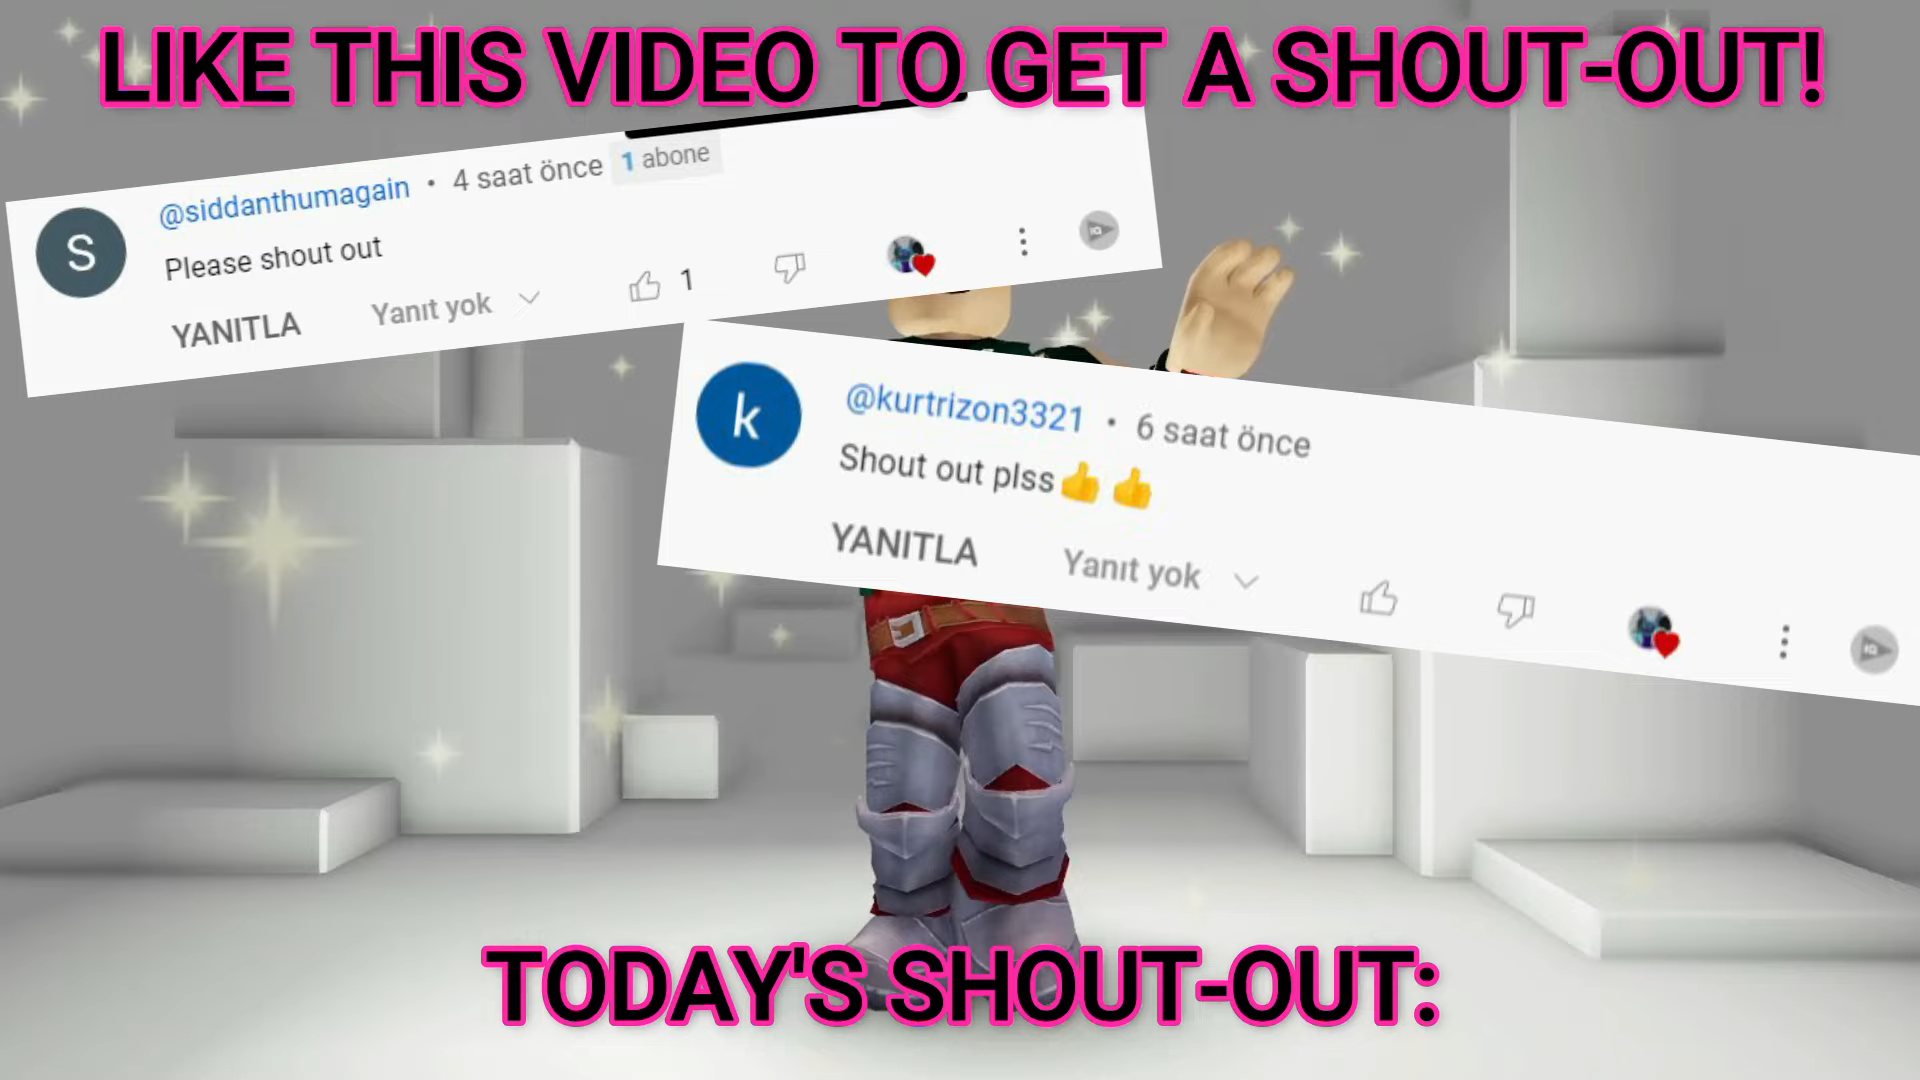 LIKE THIS VIDEO TO GET A SHOUT-OUT!
S
@siddanthumagain • 4 saat önce 1 abone
Please shout out
YANITLA Yanıt yok 1
k
@kurtrizon3321 • 6 saat önce
Shout out plss👍 👍
YANITLA Yanıt yok
TODAY'S SHOUT-OUT: